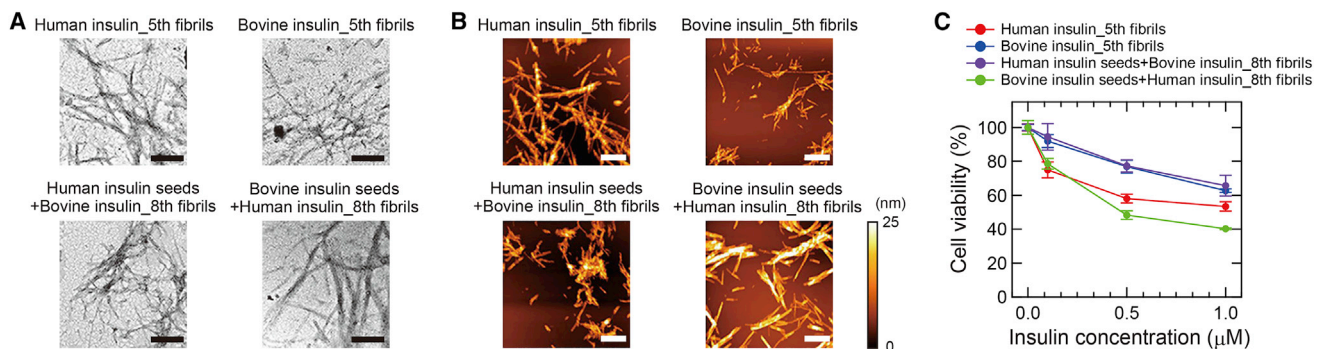 A
Human insulin_5th fibrils
Bovine insulin_5th fibrils
Human insulin seeds
+Bovine insulin_8th fibrils
Bovine insulin seeds
+Human insulin_8th fibrils
B
Human insulin_5th fibrils
Bovine insulin_5th fibrils
Human insulin seeds
+Bovine insulin_8th fibrils
Bovine insulin seeds
+Human insulin_8th fibrils
(nm)
25
0
C
Human insulin_5th fibrils
Bovine insulin_5th fibrils
Human insulin seeds+Bovine insulin_8th fibrils
Bovine insulin seeds+Human insulin_8th fibrils
Cell viability (%)
100
80
60
40
20
0
0.0 0.5 1.0
Insulin concentration (μM)